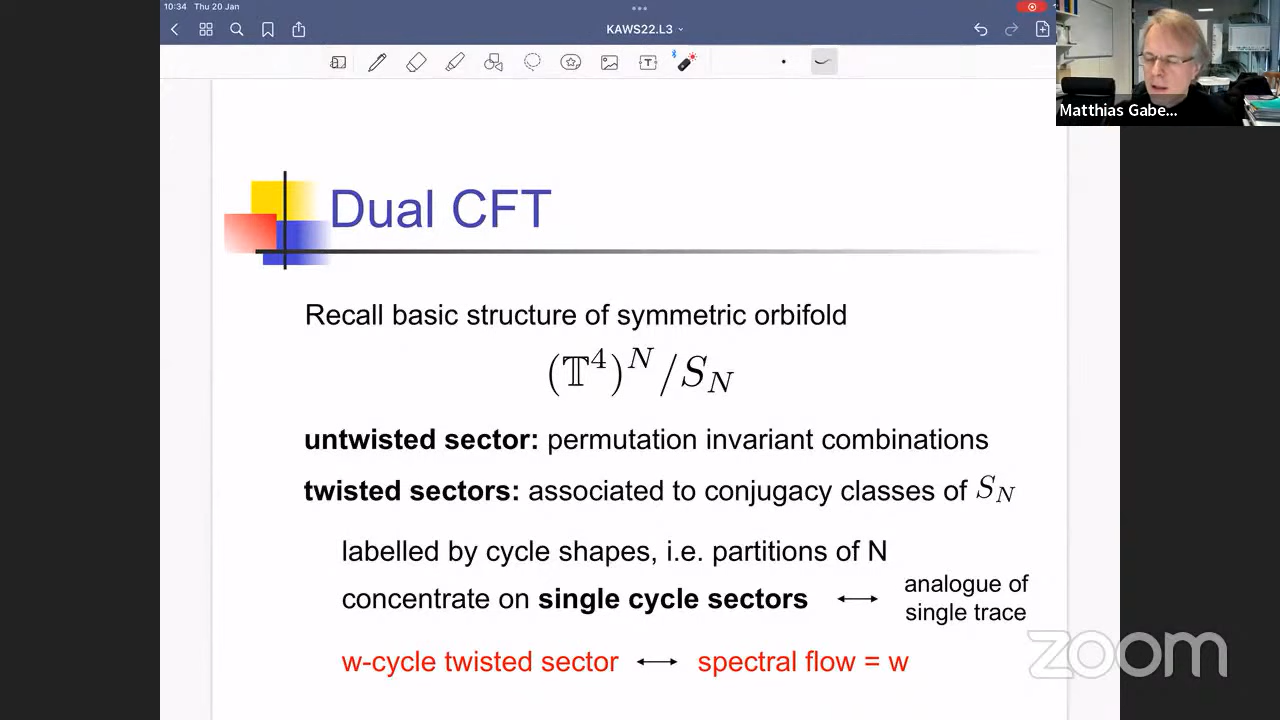 10:34 Thu 20 Jan
KAWS22.L3
Matthias Gabe...
Dual CFT
Recall basic structure of symmetric orbifold
(𝕋⁴)ᴺ/S_N
untwisted sector: permutation invariant combinations
twisted sectors: associated to conjugacy classes of S_N
labelled by cycle shapes, i.e. partitions of N
concentrate on single cycle sectors ↔ analogue of single trace
w-cycle twisted sector ↔ spectral flow = w
zoom